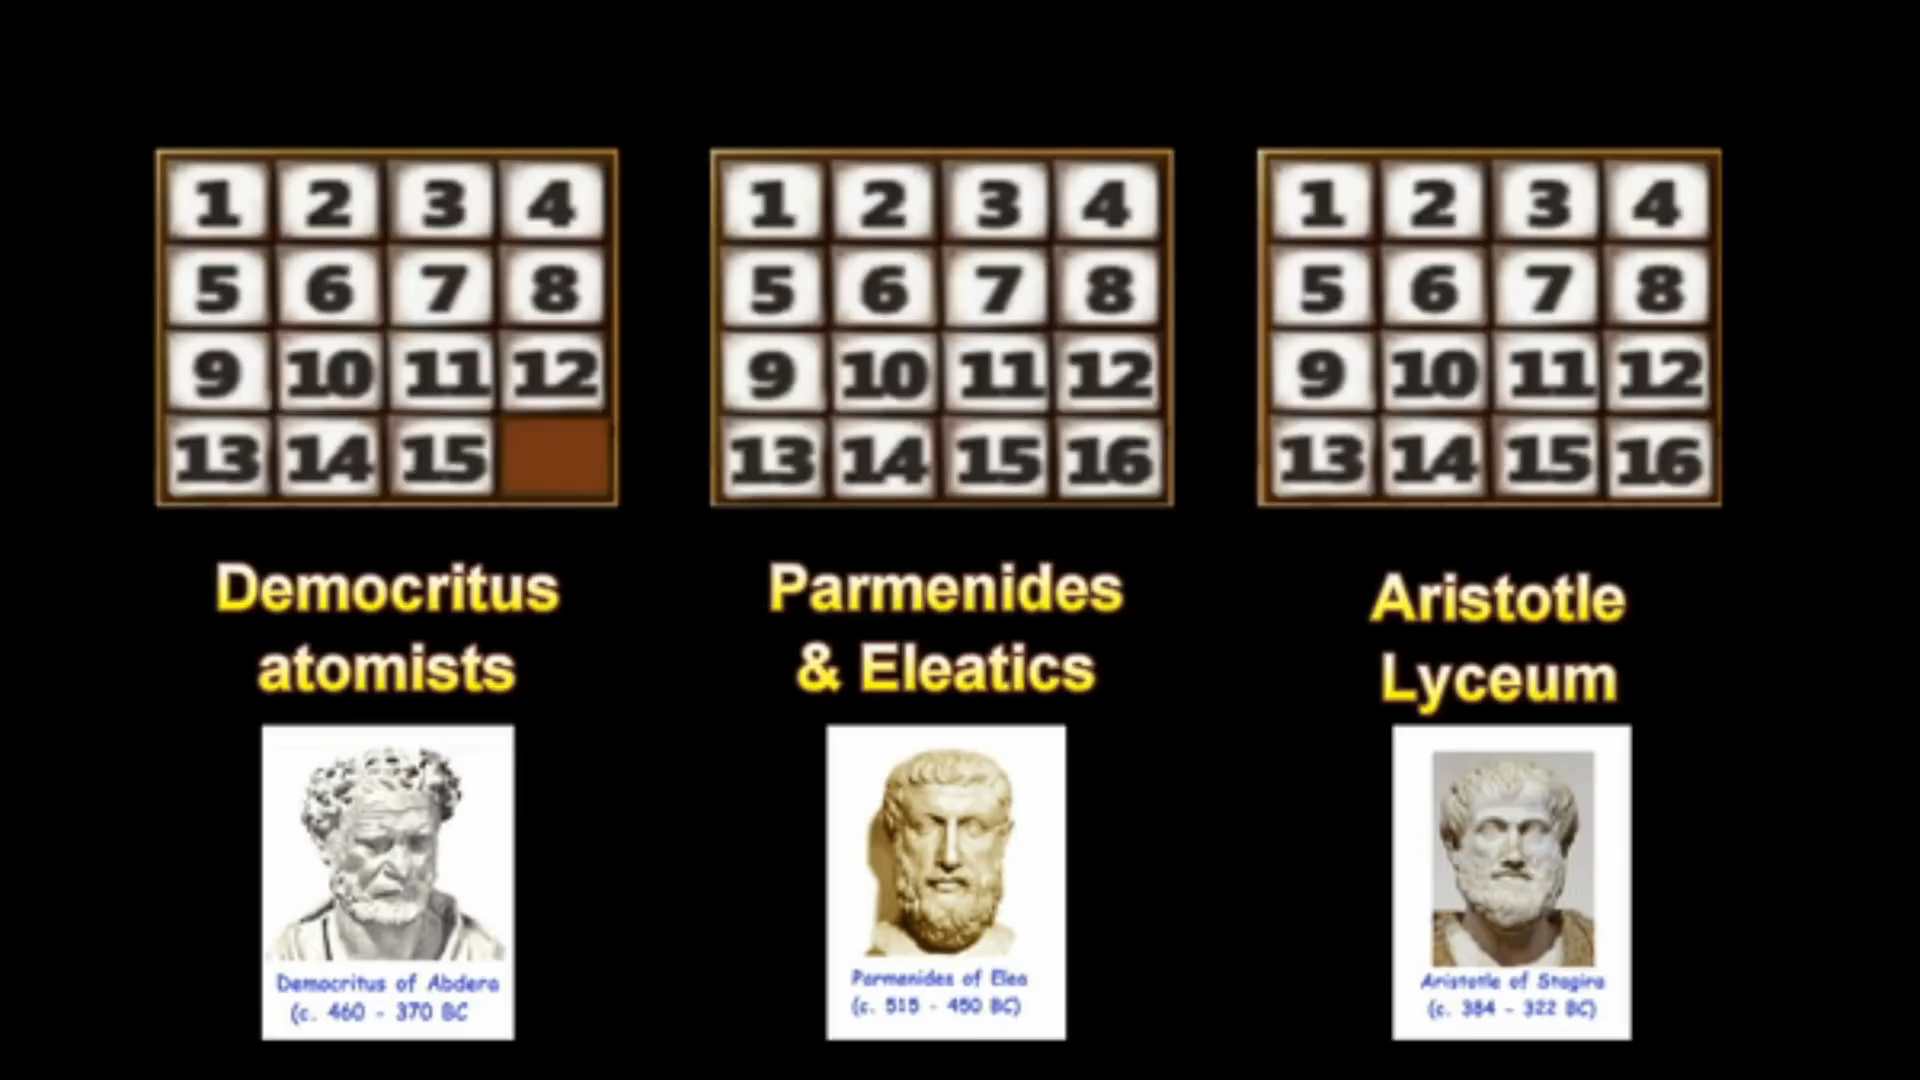 1 2 3 4
5 6 7 8
9 10 11 12
13 14 15
1 2 3 4
5 6 7 8
9 10 11 12
13 14 15 16
1 2 3 4
5 6 7 8
9 10 11 12
13 14 15 16
Democritus
atomists
Parmenides
& Eleatics
Aristotle
Lyceum
Democritus of Abdera
(c. 460 - 370 BC
Parmenides of Elea
(c. 515 - 450 BC)
Aristotle of Stagira
(c. 384 - 322 BC)